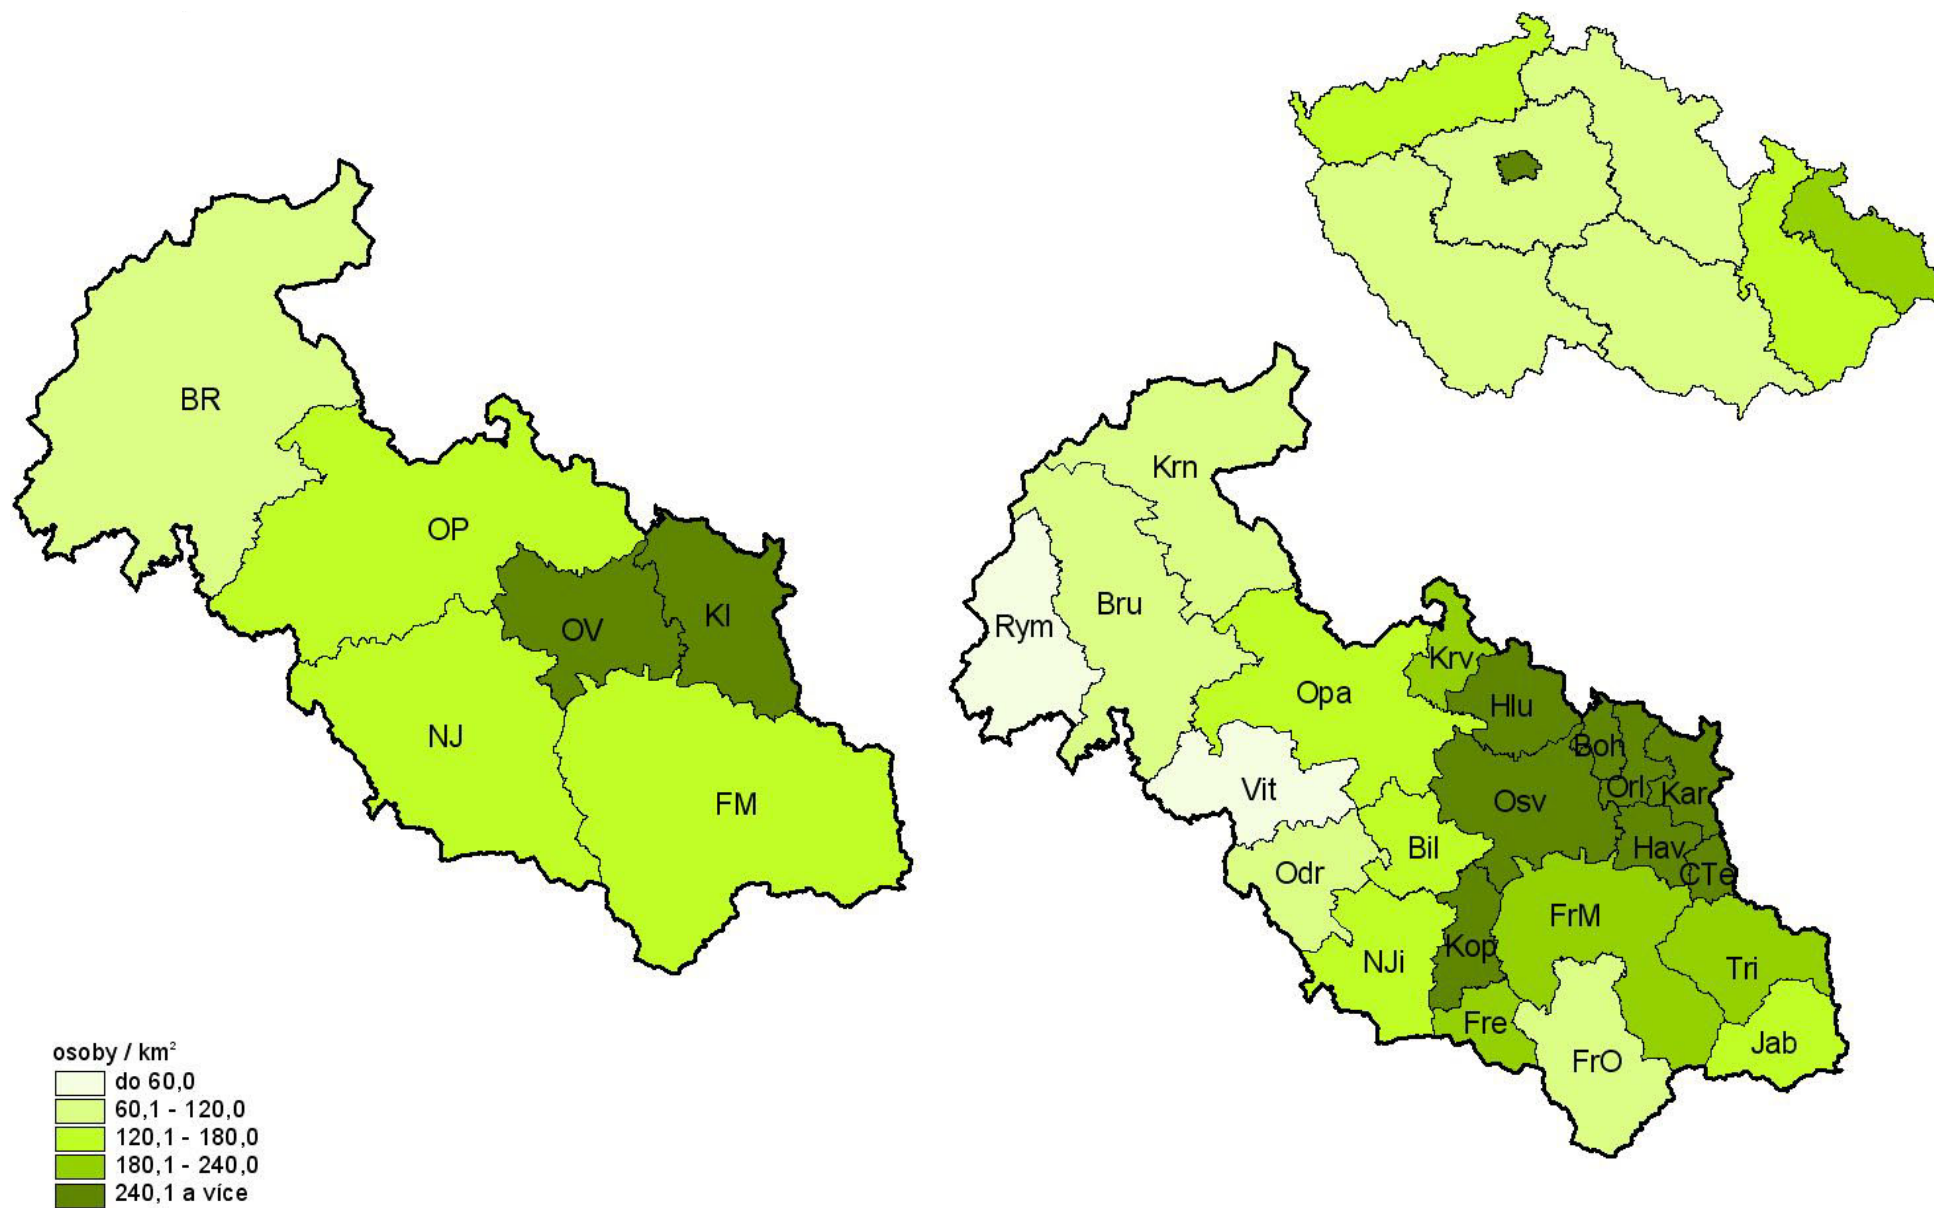 BR
OP
OV
KI
NJ
FM
Krn
Bru
Rym
Krv
Opa
Hlu
Boh
Vit
Orl
Kar
Osv
Bil
Hav
Odr
CTe
FrM
Kop
NJi
Tri
Fre
Jab
FrO
osoby / km²
do 60,0
60,1 - 120,0
120,1 - 180,0
180,1 - 240,0
240,1 a více